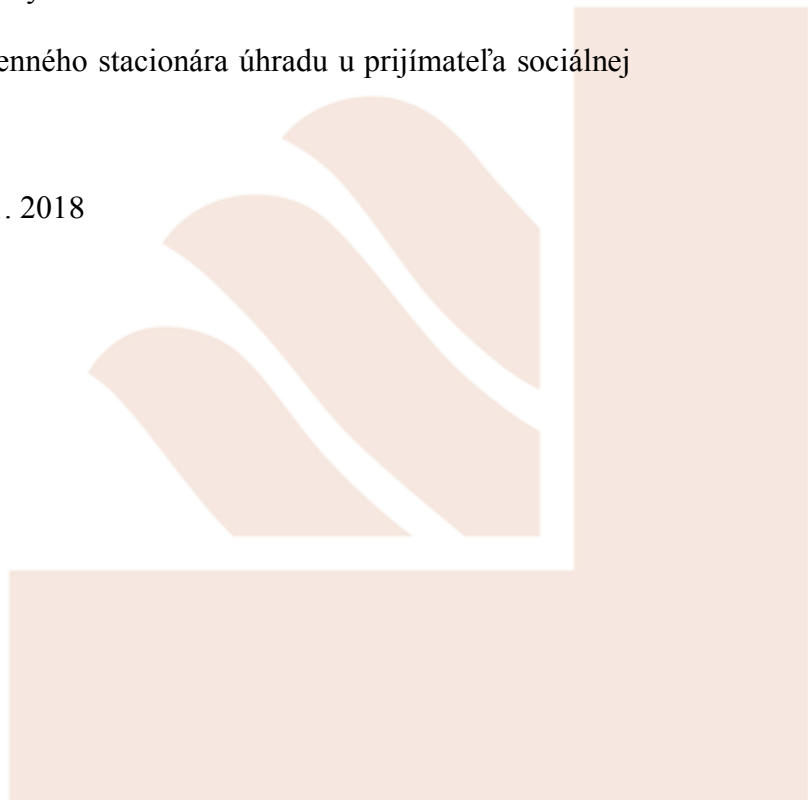 enného stacionára úhradu u prijímateľa sociálnej
. 2018